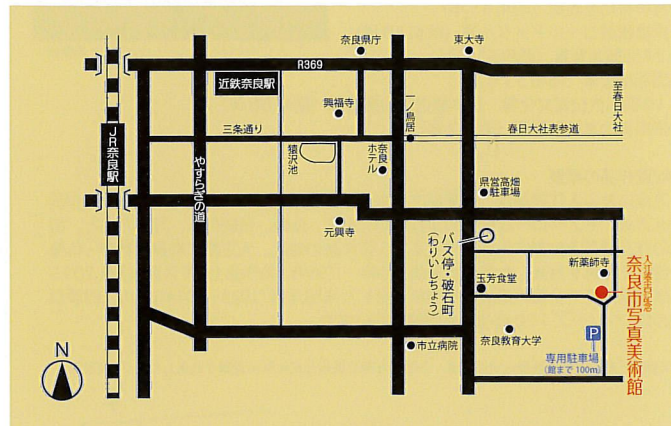 奈良県庁
東大寺
R369
近鉄奈良駅
興福寺
一ノ鳥居
至春日大社
JR奈良駅
三条通り
春日大社表参道
やすらぎの道
猿沢池
奈良
ホテル
県営高畑
駐車場
元興寺
バス停・破石町
(わりいしちょう)
玉芳食堂
新薬師寺
入江泰吉記念
奈良市写真美術館
市立病院
奈良教育大学
P
専用駐車場
(館まで100m)
N